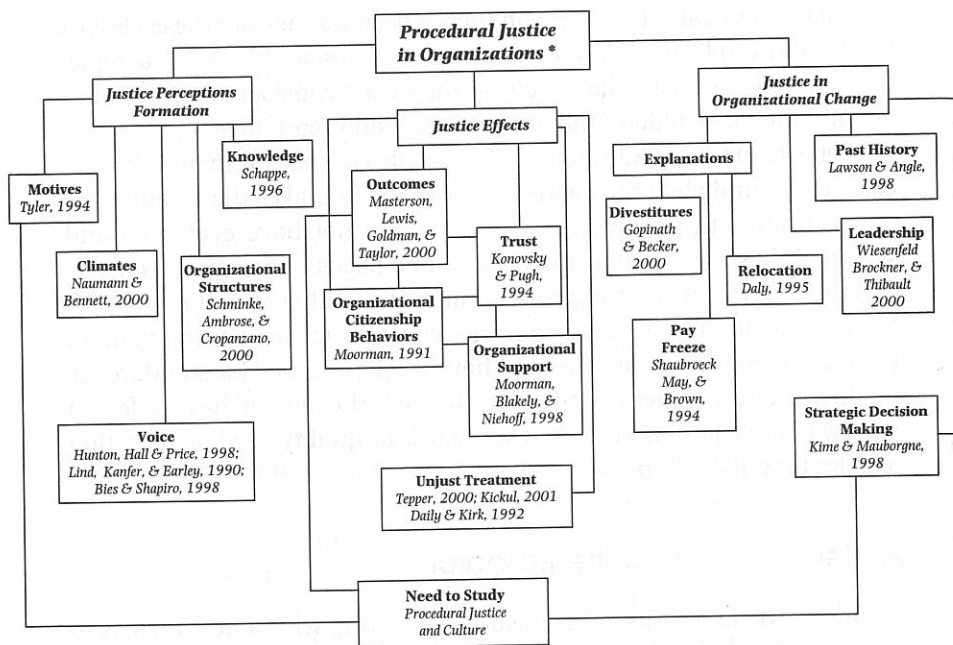 Procedural Justice
in Organizations *
Justice Perceptions
Formation
Motives
Tyler, 1994
Climates
Naumann &
Bennett, 2000
Knowledge
Schappe,
1996
Organizational
Structures
Schminke,
Ambrose, &
Cropanzano,
2000
Voice
Hunton, Hall & Price, 1998;
Lind, Kanfer, & Earley, 1990;
Bies & Shapiro, 1998
Justice Effects
Outcomes
Masterson,
Lewis,
Goldman, &
Taylor, 2000
Trust
Konovsky
& Pugh,
1994
Organizational
Citizenship
Behaviors
Moorman, 1991
Organizational
Support
Moorman,
Blakely, &
Niehoff, 1998
Unjust Treatment
Tepper, 2000; Kickul, 2001
Daily & Kirk, 1992
Justice in
Organizational Change
Explanations
Past History
Lawson & Angle,
1998
Divestitures
Gopinath
& Becker,
2000
Relocation
Daly, 1995
Leadership
Wiesenfeld
Brockner, &
Thibault
2000
Pay
Freeze
Shaubroeck
May, &
Brown,
1994
Strategic Decision
Making
Kime & Mauborgne,
1998
Need to Study
Procedural Justice
and Culture